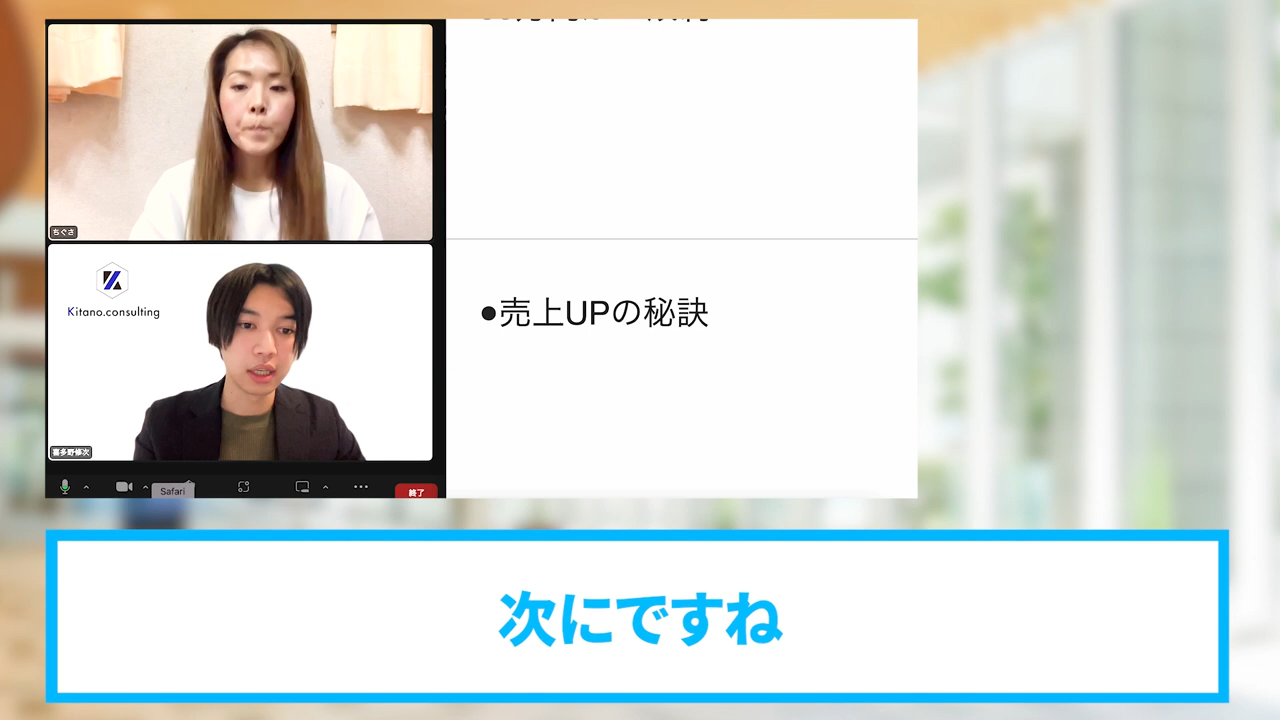 ちぐさ
Kitano.consulting
喜多野修次
Safari
終了
●売上UPの秘訣
次にですね